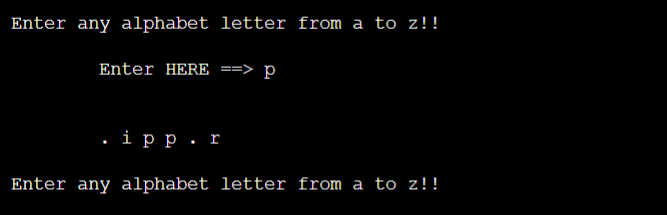 Enter any alphabet letter from a to z!!
Enter HERE ==> p
. i p p . r
Enter any alphabet letter from a to z!!